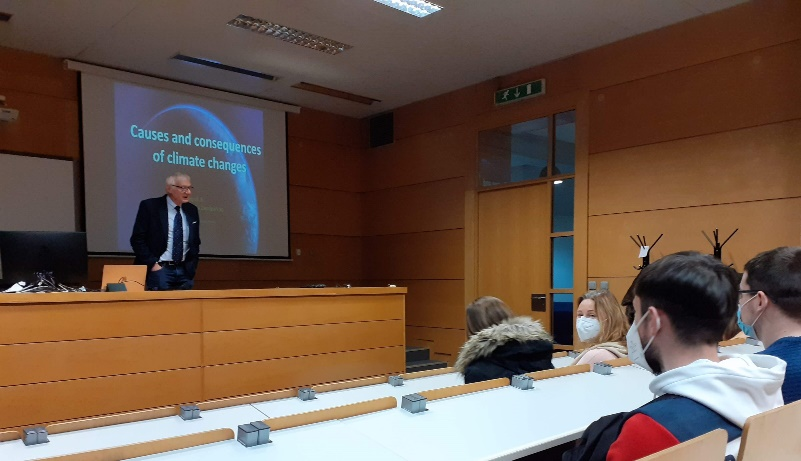 Causes and consequences
of climate changes